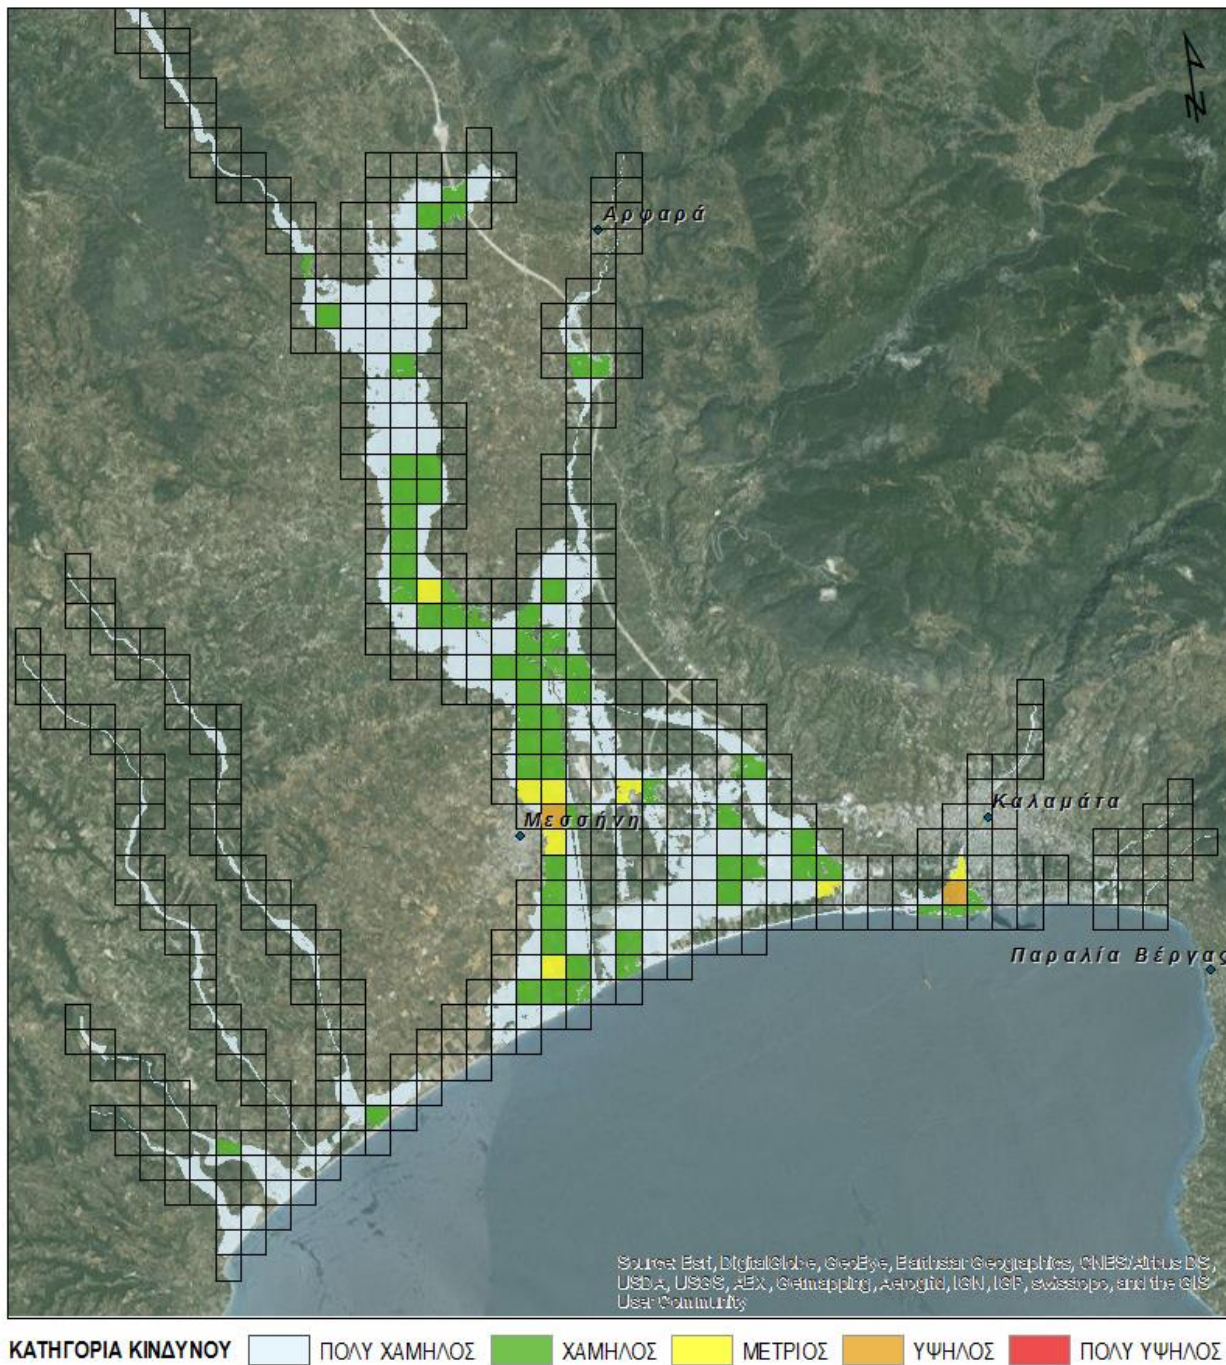 N
Αρφαρά
Καλαμάτα
Μεσσήνη
Παραλία Βέργας
Source: Esri, DigitalGlobe, GeoEye, Earthstar Geographics, CNES/Airbus DS,
USDA, USGS, AEX, Getmapping, Aerogrid, IGN, IGP, swisstopo, and the GIS
User Community
ΚΑΤΗΓΟΡΙΑ ΚΙΝΔΥΝΟΥ ΠΟΛΥ ΧΑΜΗΛΟΣ ΧΑΜΗΛΟΣ ΜΕΤΡΙΟΣ ΥΨΗΛΟΣ ΠΟΛΥ ΥΨΗΛΟΣ